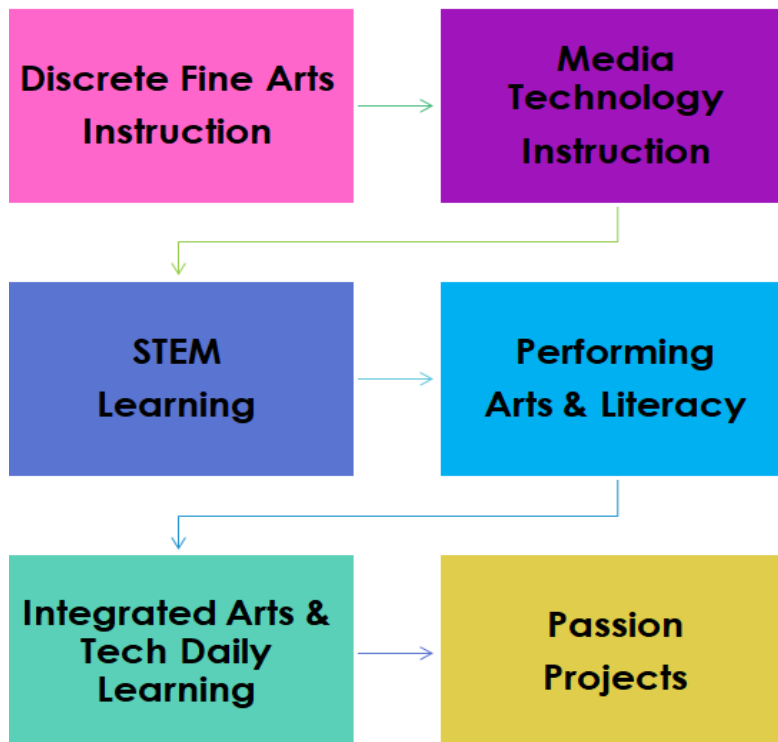 Discrete Fine Arts
Instruction
Media
Technology
Instruction
STEM
Learning
Performing
Arts & Literacy
Integrated Arts &
Tech Daily
Learning
Passion
Projects